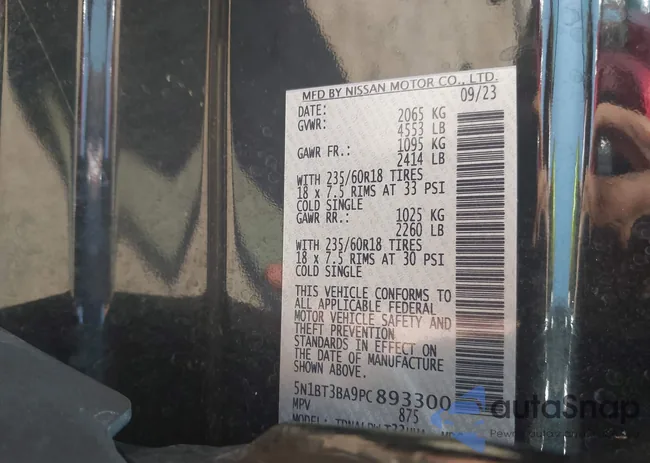 MFD BY NISSAN MOTOR CO., LTD.
DATE: 09/23
GVWR: 2065 KG
4553 LB
GAWR FR.: 1095 KG
2414 LB
WITH 235/60R18 TIRES
18 x 7.5 RIMS AT 33 PSI
COLD SINGLE
GAWR RR.: 1025 KG
2260 LB
WITH 235/60R18 TIRES
18 x 7.5 RIMS AT 30 PSI
COLD SINGLE
THIS VEHICLE CONFORMS TO
ALL APPLICABLE FEDERAL
MOTOR VEHICLE SAFETY AND
THEFT PREVENTION
STANDARDS IN EFFECT ON
THE DATE OF MANUFACTURE
SHOWN ABOVE.
5N1BT3BA9PC893300
MPV 875
MODEL:
autoSnap